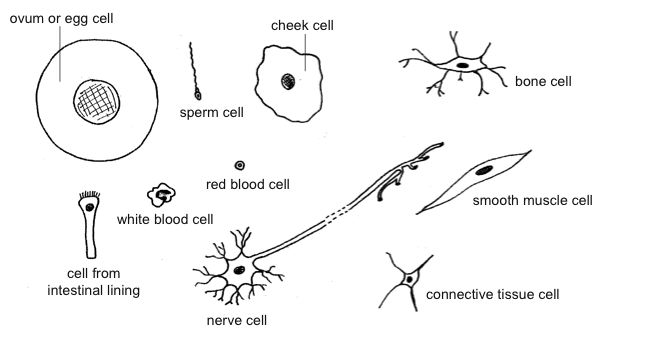 ovum or egg cell
cheek cell
bone cell
sperm cell
red blood cell
smooth muscle cell
white blood cell
cell from
intestinal lining
connective tissue cell
nerve cell